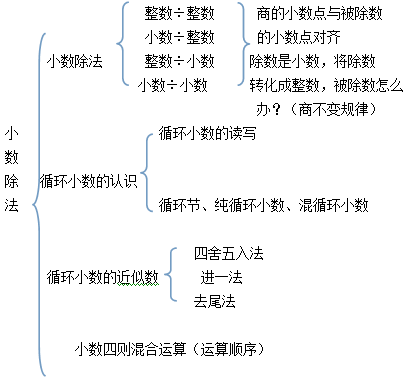 整数÷整数
小数÷整数
整数÷小数
小数÷小数
商的小数点与被除数
的小数点对齐
除数是小数，将除数
转化成整数，被除数怎么
办？（商不变规律）
小数除法
循环小数的读写
小
数
除
法
循环小数的认识
循环节、纯循环小数、混循环小数
四舍五入法
循环小数的近似数
进一法
去尾法
小数四则混合运算（运算顺序）